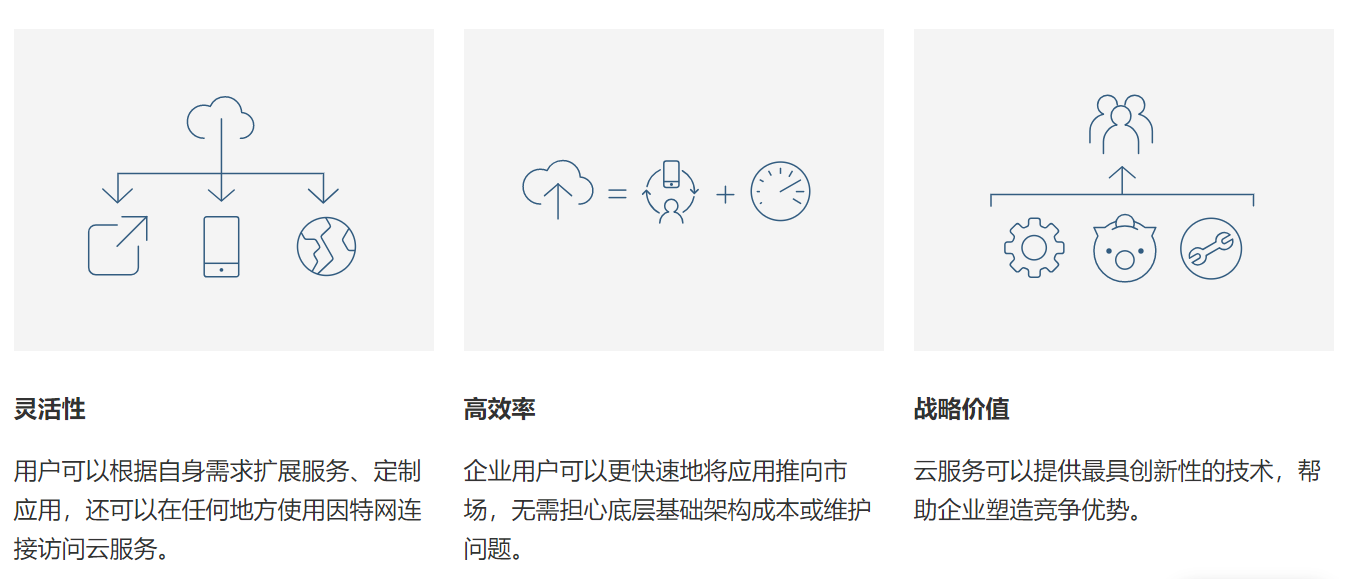 灵活性
用户可以根据自身需求扩展服务、定制
应用，还可以在任何地方使用因特网连
接访问云服务。
高效率
企业用户可以更快速地将应用推向市
场，无需担心底层基础架构成本或维护
问题。
战略价值
云服务可以提供最具创新性的技术，帮
助企业塑造竞争优势。